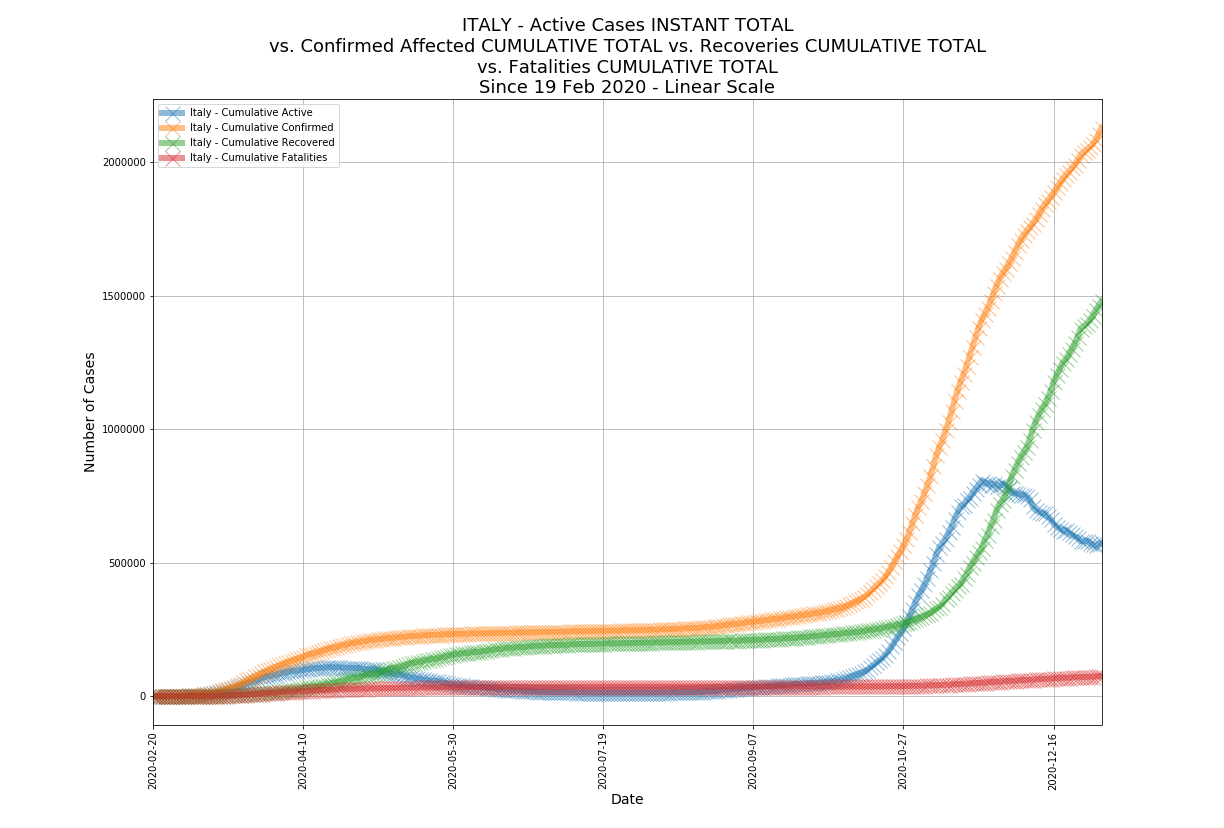 ITALY - Active Cases INSTANT TOTAL
vs. Confirmed Affected CUMULATIVE TOTAL vs. Recoveries CUMULATIVE TOTAL
vs. Fatalities CUMULATIVE TOTAL
Since 19 Feb 2020 - Linear Scale
Italy - Cumulative Active
Italy - Cumulative Confirmed
Italy - Cumulative Recovered
Italy - Cumulative Fatalities
Number of Cases
2000000
1500000
1000000
500000
0
2020-02-20
2020-04-10
2020-05-30
2020-07-19
2020-09-07
2020-10-27
2020-12-16
Date